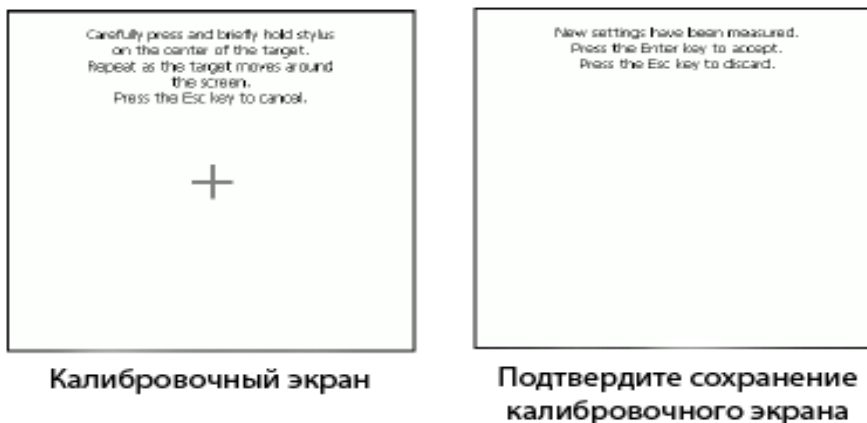 Carefully press and briefly hold stylus
on the center of the target.
Repeat as the target moves around
the screen.
Press the Esc key to cancel.
New settings have been measured.
Press the Enter key to accept.
Press the Esc key to discard.
Калибровочный экран
Подтвердите сохранение
калибровочного экрана